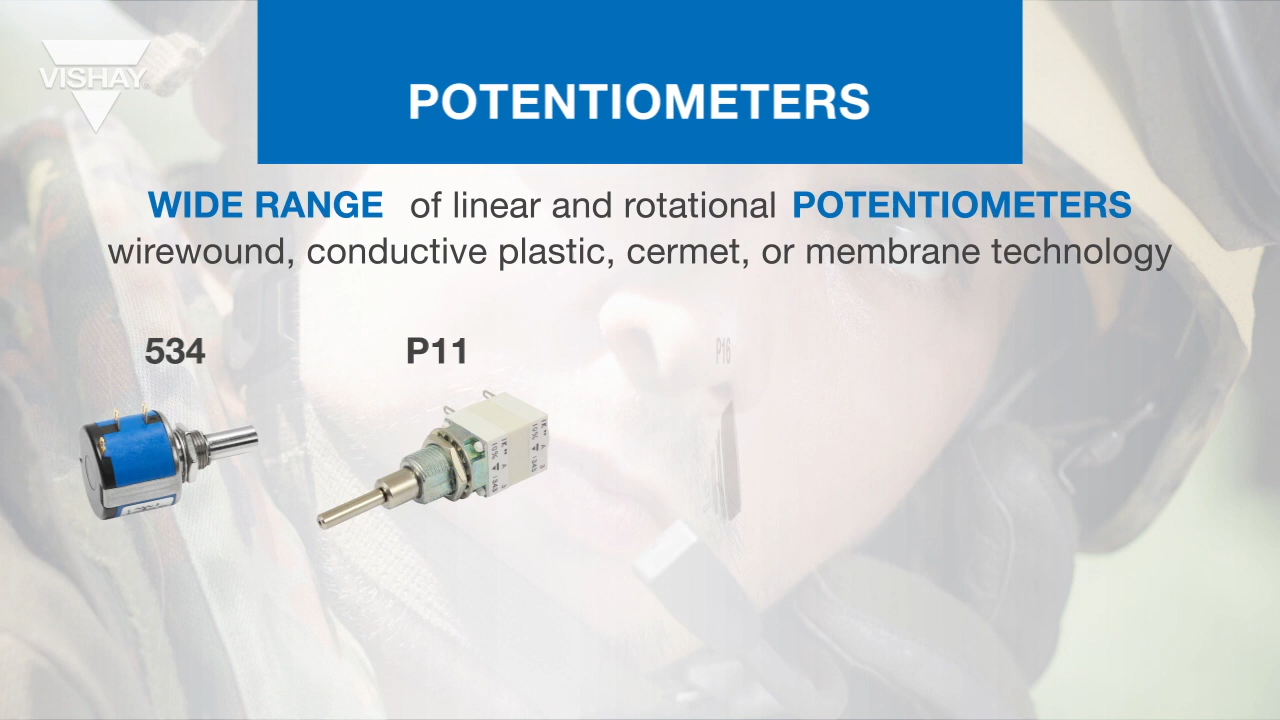 VISHAY
POTENTIOMETERS
WIDE RANGE of linear and rotational POTENTIOMETERS
wirewound, conductive plastic, cermet, or membrane technology
534
P11
P16